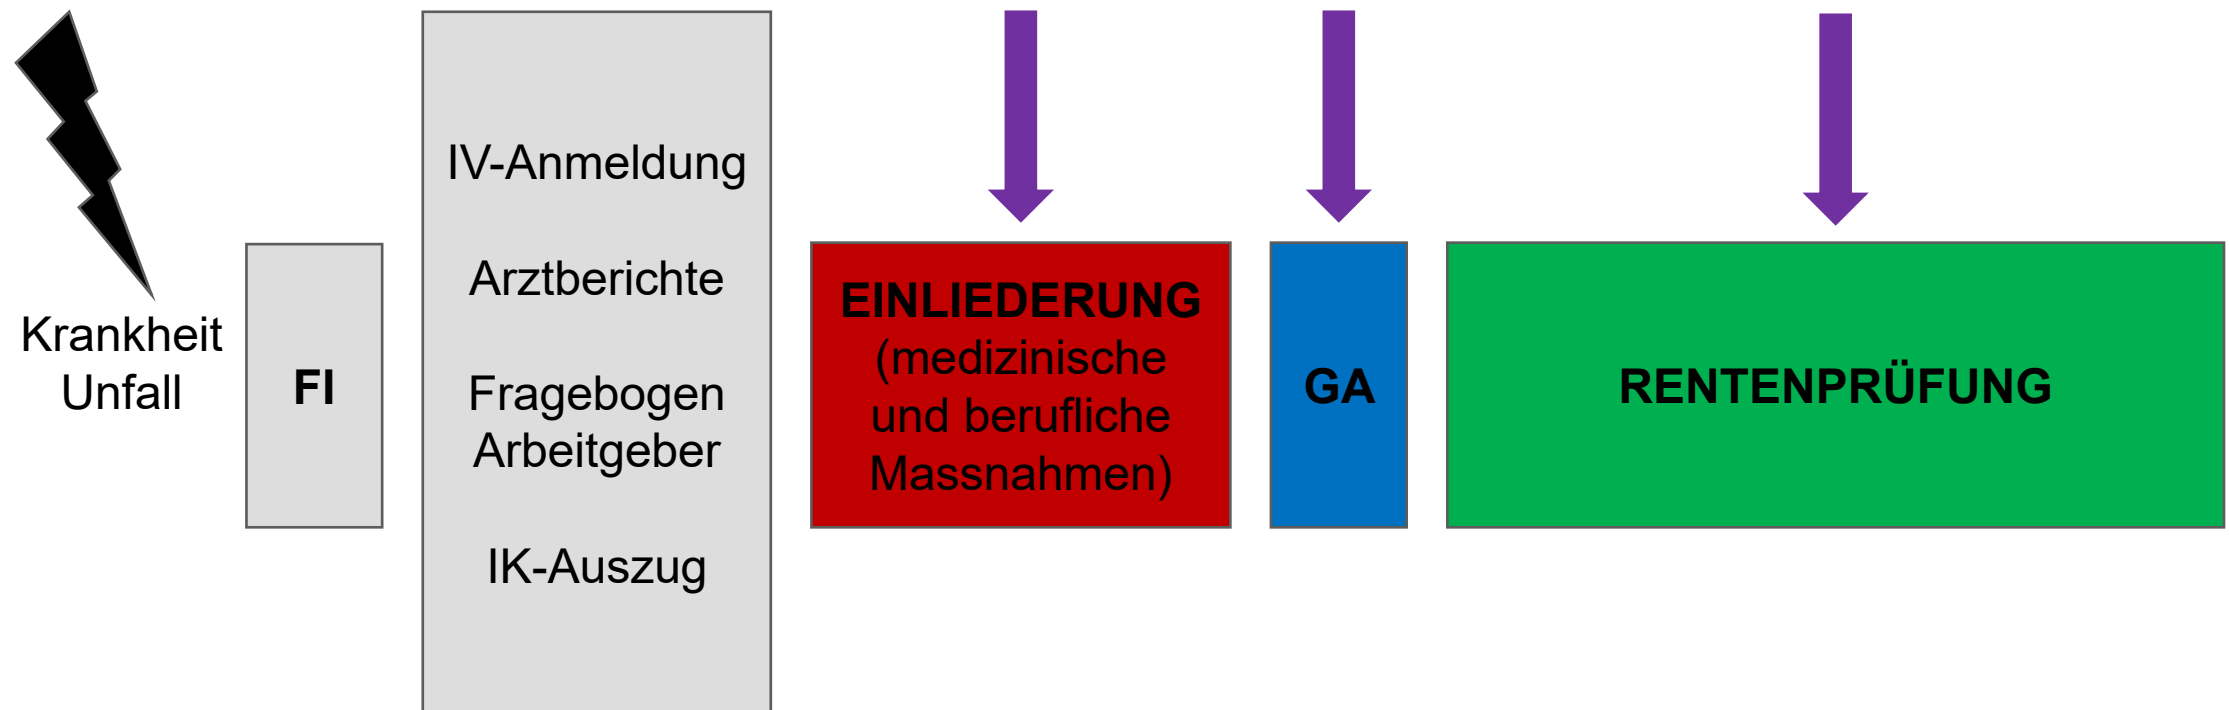 Krankheit
Unfall
FI
IV-Anmeldung
Arztberichte
Fragebogen
Arbeitgeber
IK-Auszug
EINLIEDERUNG
(medizinische
und berufliche
Massnahmen)
GA
RENTENPRÜFUNG